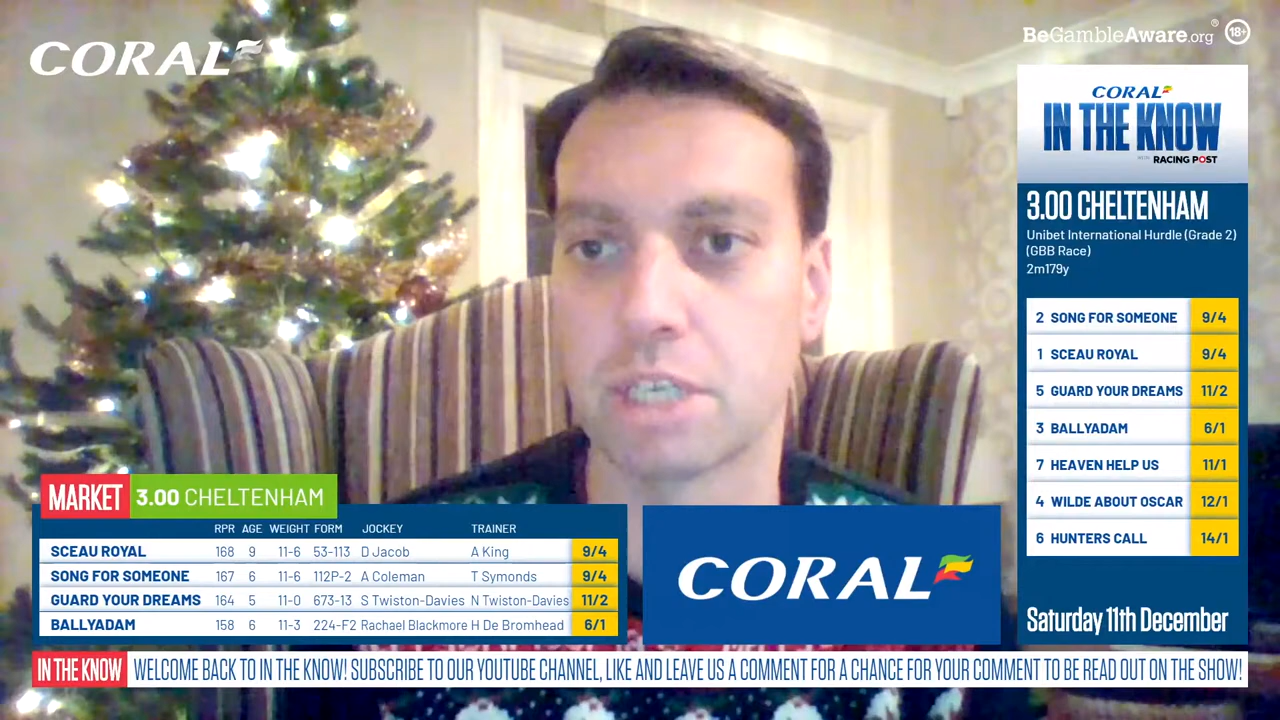 CORAL
BeGambleAware.org® 18+
CORAL
IN THE KNOW
WITH RACING POST
3.00 CHELTENHAM
Unibet International Hurdle (Grade 2)
(GBB Race)
2m179y
2 SONG FOR SOMEONE 9/4
1 SCEAU ROYAL 9/4
5 GUARD YOUR DREAMS 11/2
3 BALLYADAM 6/1
7 HEAVEN HELP US 11/1
4 WILDE ABOUT OSCAR 12/1
6 HUNTERS CALL 14/1
Saturday 11th December
MARKET 3.00 CHELTENHAM
RPR AGE WEIGHT FORM JOCKEY TRAINER
SCEAU ROYAL 168 9 11-6 53-113 D Jacob A King 9/4
SONG FOR SOMEONE 167 6 11-6 112P-2 A Coleman T Symonds 9/4
GUARD YOUR DREAMS 164 5 11-0 673-13 S Twiston-Davies N Twiston-Davies 11/2
BALLYADAM 158 6 11-3 224-F2 Rachael Blackmore H De Bromhead 6/1
CORAL
IN THE KNOW WELCOME BACK TO IN THE KNOW! SUBSCRIBE TO OUR YOUTUBE CHANNEL, LIKE AND LEAVE US A COMMENT FOR A CHANCE FOR YOUR COMMENT TO BE READ OUT ON THE SHOW!